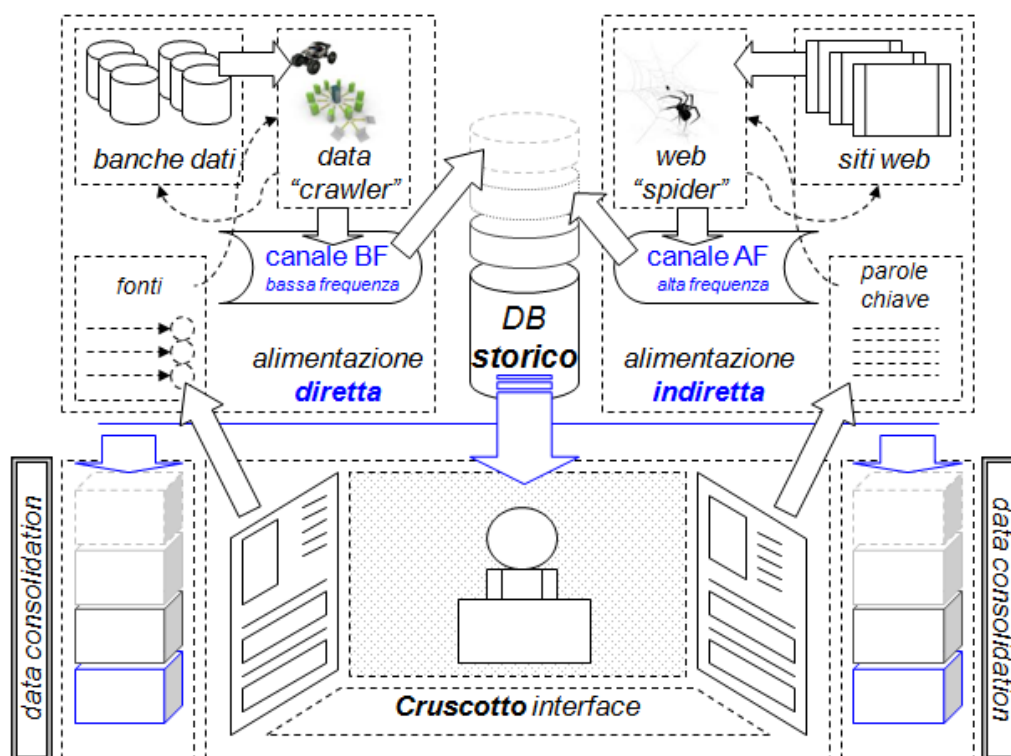 banche dati
data
“crawler”
web
“spider”
siti web
canale BF
bassa frequenza
canale AF
alta frequenza
fonti
parole
chiave
DB
storico
alimentazione
diretta
alimentazione
indiretta
data consolidation
data consolidation
Cruscotto interface